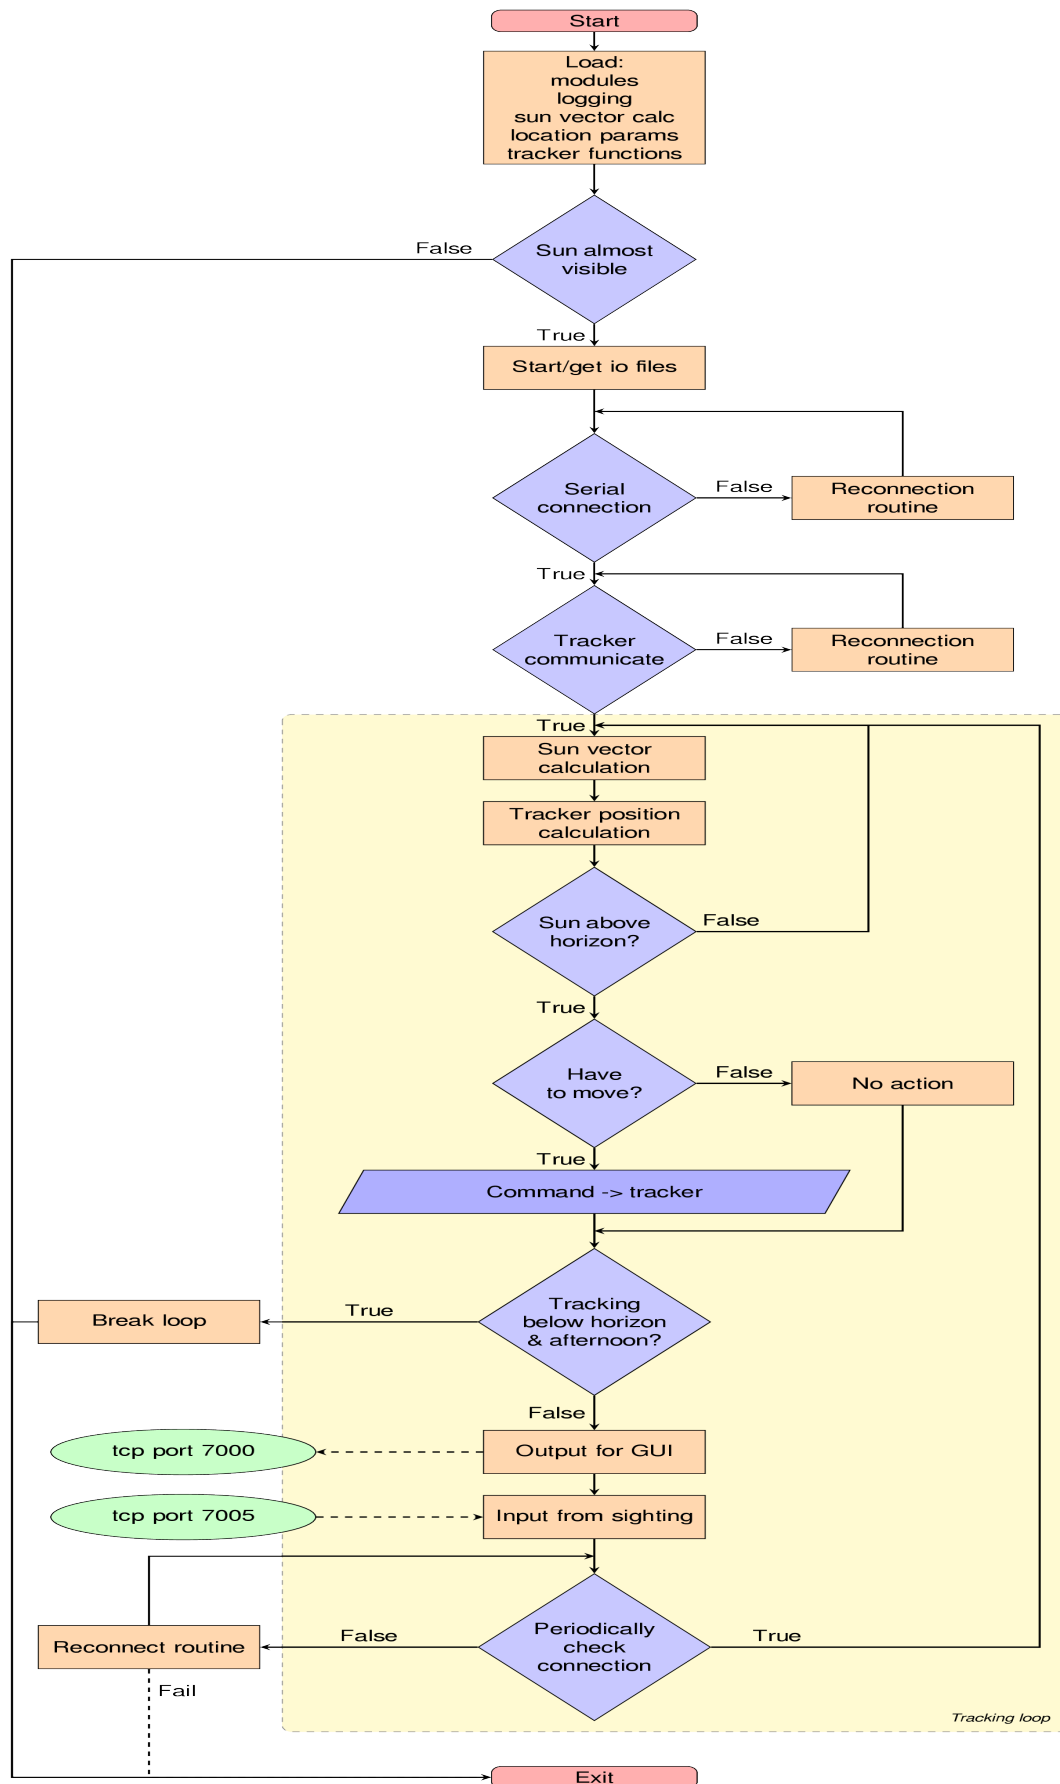 Start
Load:
modules
logging
sun vector calc
location params
tracker functions
False
Sun almost
visible
True
Start/get io files
Serial
connection
False
Reconnection
routine
True
Tracker
communicate
False
Reconnection
routine
True
Sun vector
calculation
Tracker position
calculation
Sun above
horizon?
False
True
Have
to move?
False
No action
True
Command -> tracker
Break loop
True
Tracking
below horizon
& afternoon?
False
tcp port 7000
Output for GUI
tcp port 7005
Input from sighting
Reconnect routine
False
Periodically
check
connection
True
Fail
Tracking loop
Exit